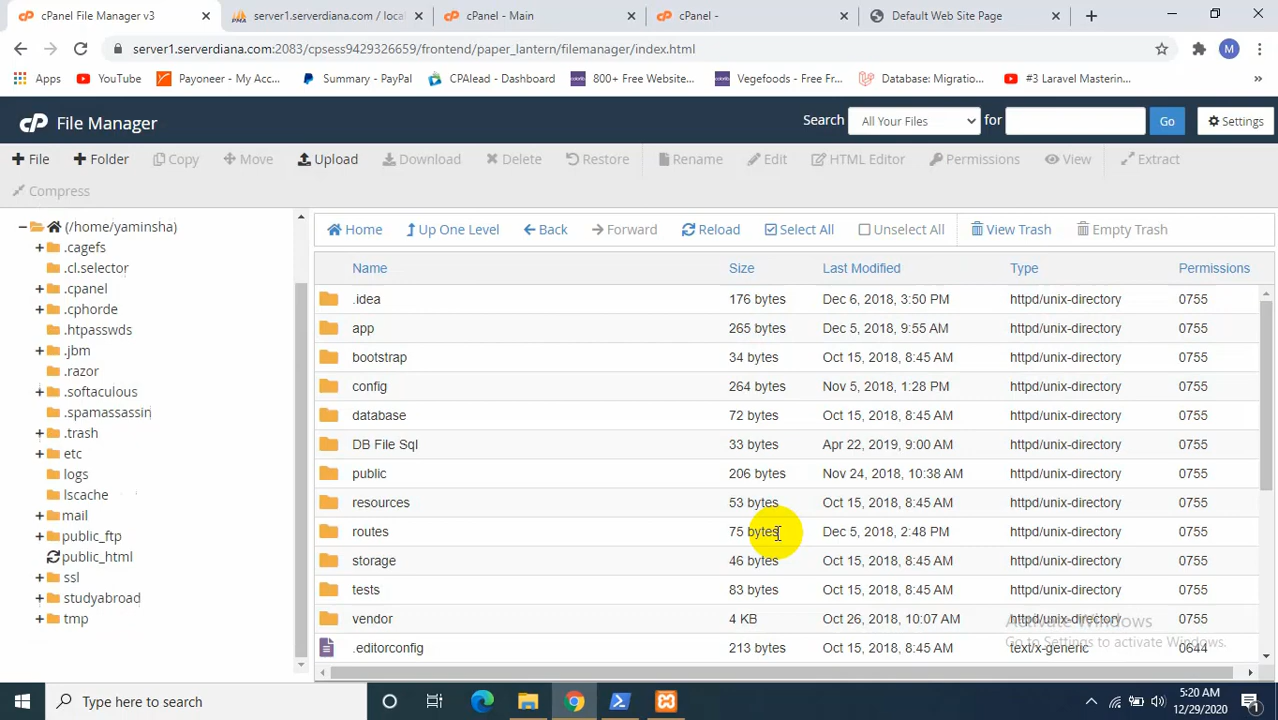 cPanel File Manager v3
server1.serverdiana.com / local
cPanel - Main
cPanel -
Default Web Site Page
server1.serverdiana.com:2083/cpsess9429326659/frontend/paper_lantern/filemanager/index.html
M
Apps
YouTube
Payoneer - My Acc...
Summary - PayPal
CPAlead - Dashboard
800+ Free Website...
Vegefoods - Free Fr...
Database: Migratio...
#3 Laravel Masterin...
cP File Manager
Search All Your Files for Go Settings
File Folder Copy Move Upload Download Delete Restore Rename Edit HTML Editor Permissions View Extract
Compress
(/home/yaminsha)
.cagefs
.cl.selector
.cpanel
.cphorde
.htpasswds
.jbm
.razor
.softaculous
.spamassassin
.trash
etc
logs
lscache
mail
public_ftp
public_html
ssl
studyabroad
tmp
Home Up One Level Back Forward Reload Select All Unselect All View Trash Empty Trash
Name Size Last Modified Type Permissions
.idea 176 bytes Dec 6, 2018, 3:50 PM httpd/unix-directory 0755
app 265 bytes Dec 5, 2018, 9:55 AM httpd/unix-directory 0755
bootstrap 34 bytes Oct 15, 2018, 8:45 AM httpd/unix-directory 0755
config 264 bytes Nov 5, 2018, 1:28 PM httpd/unix-directory 0755
database 72 bytes Oct 15, 2018, 8:45 AM httpd/unix-directory 0755
DB File Sql 33 bytes Apr 22, 2019, 9:00 AM httpd/unix-directory 0755
public 206 bytes Nov 24, 2018, 10:38 AM httpd/unix-directory 0755
resources 53 bytes Oct 15, 2018, 8:45 AM httpd/unix-directory 0755
routes 75 bytes Dec 5, 2018, 2:48 PM httpd/unix-directory 0755
storage 46 bytes Oct 15, 2018, 8:45 AM httpd/unix-directory 0755
tests 83 bytes Oct 15, 2018, 8:45 AM httpd/unix-directory 0755
vendor 4 KB Oct 26, 2018, 10:07 AM httpd/unix-directory 0755
.editorconfig 213 bytes Oct 15, 2018, 8:45 AM text/x-generic 0644
Activate Windows
Go to Settings to activate Windows.
Type here to search
5:20 AM
12/29/2020
1